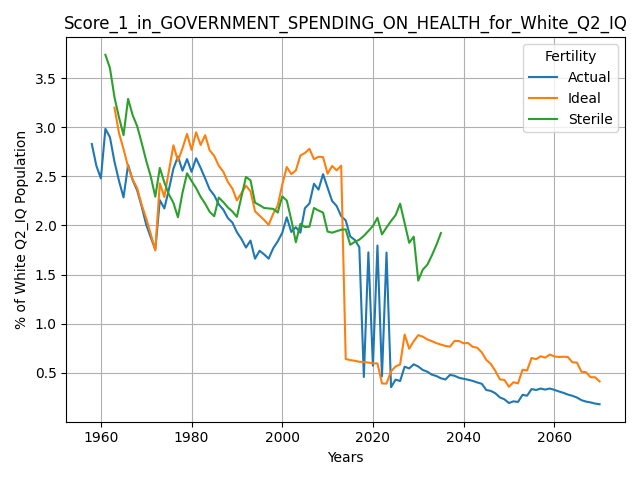 Score_1_in_GOVERNMENT_SPENDING_ON_HEALTH_for_White_Q2_IQ
Fertility
Actual
Ideal
Sterile
% of White Q2_IQ Population
3.5
3.0
2.5
2.0
1.5
1.0
0.5
1960
1980
2000
2020
2040
2060
Years